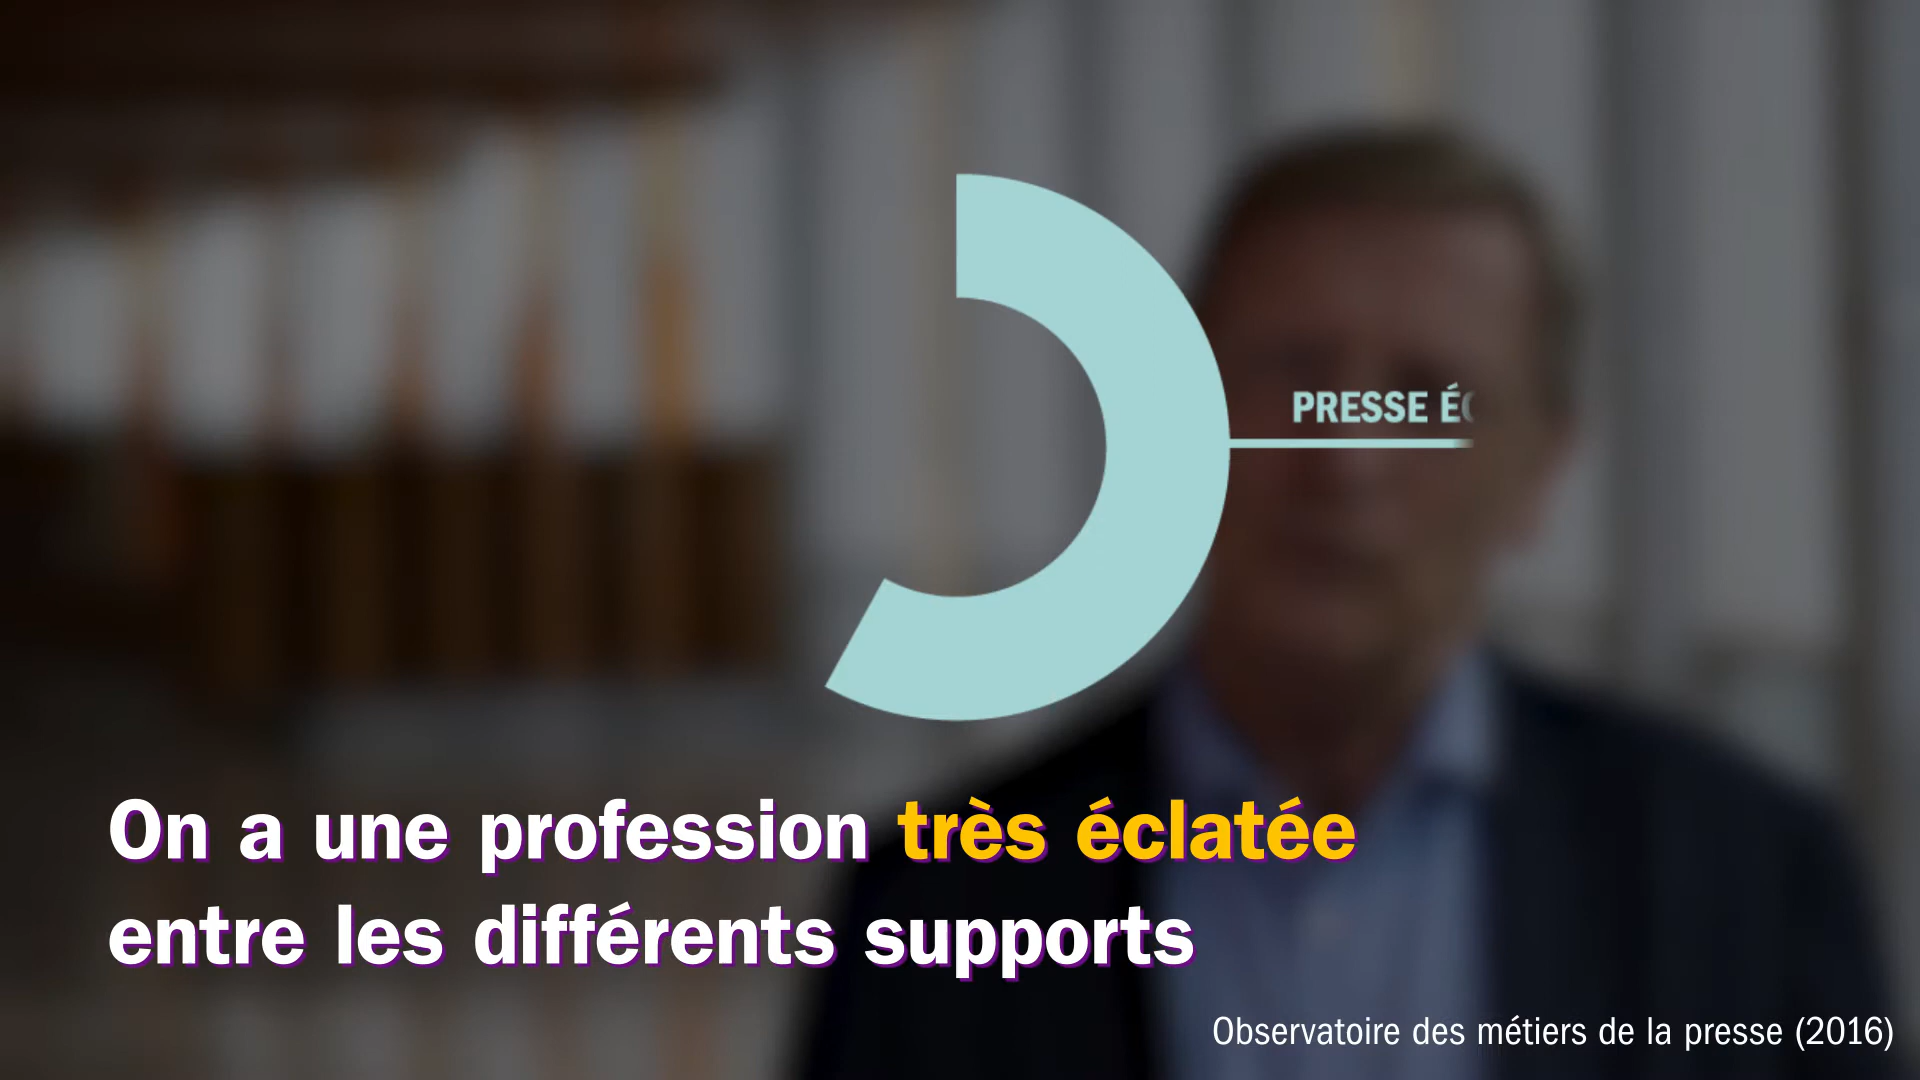 PRESSE
On a une profession très éclatée
entre les différents supports
Observatoire des métiers de la presse (2016)